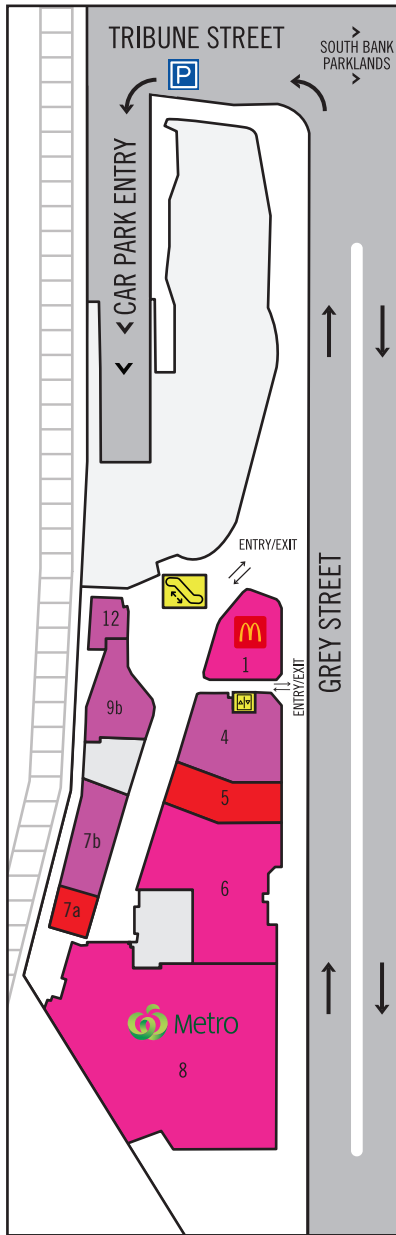 TRIBUNE STREET
SOUTH BANK
PARKLANDS
P
CAR PARK ENTRY
ENTRY/EXIT
GREY STREET
12
1
ENTRY/EXIT
9b
4
5
7b
6
7a
Metro
8